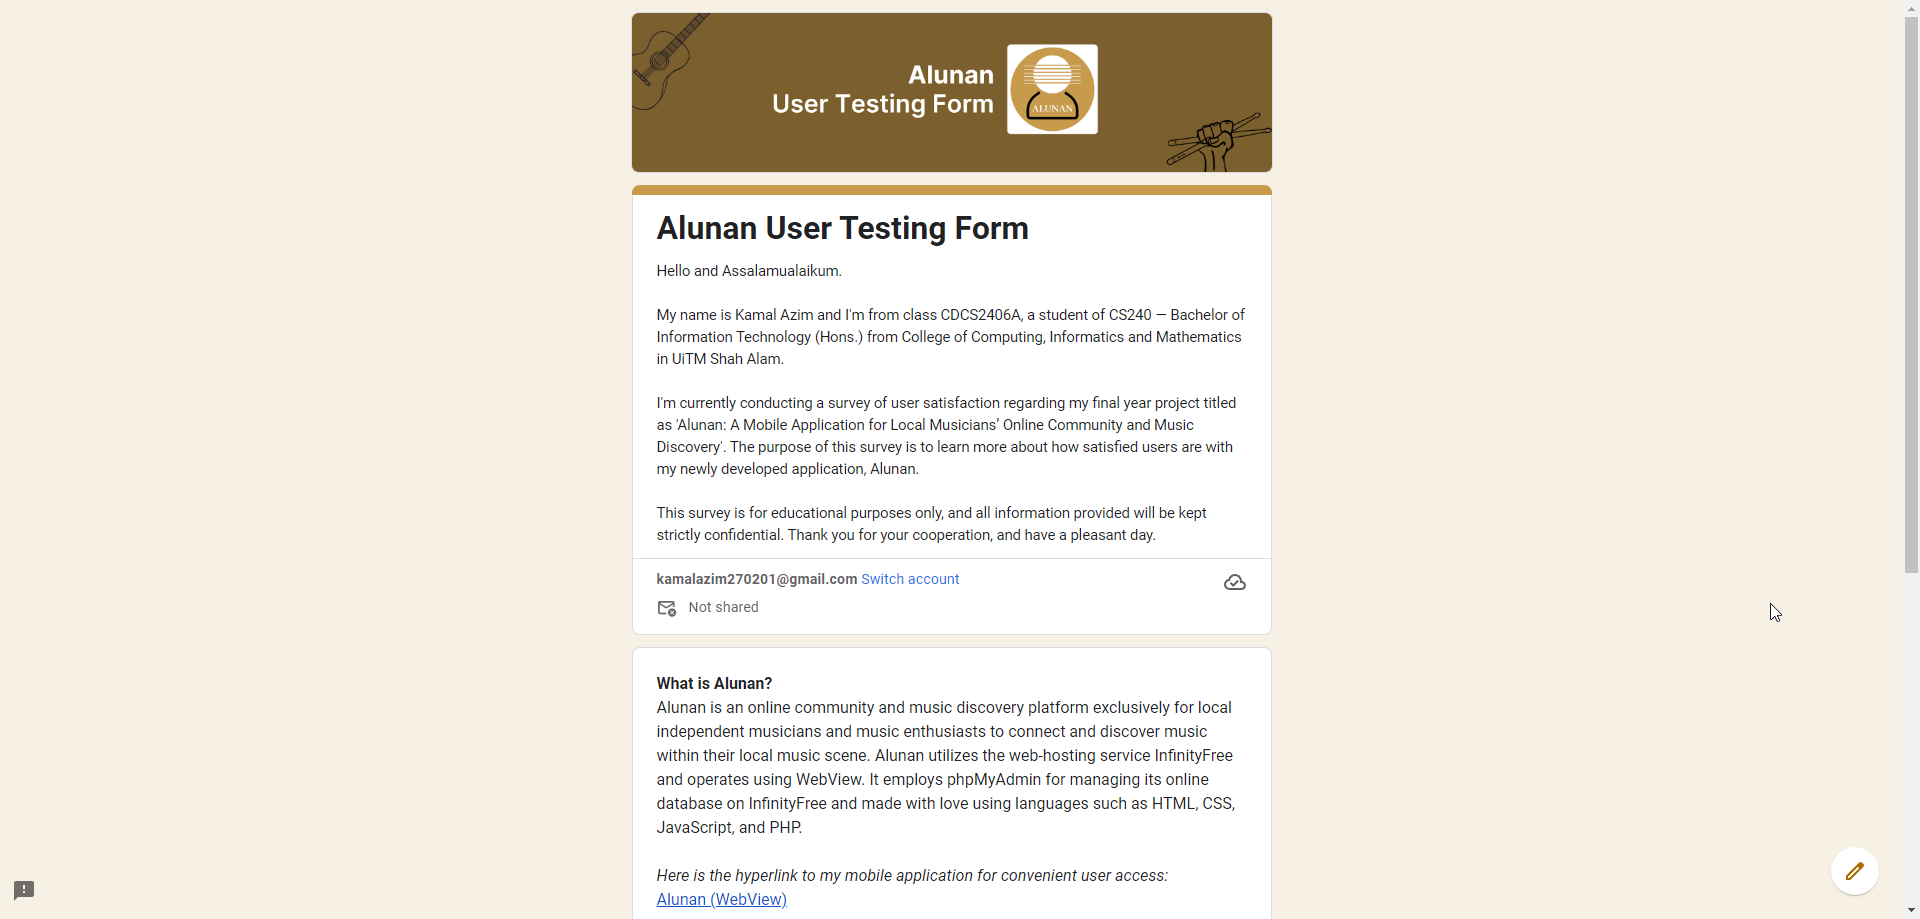 Alunan
User Testing Form
ALUNAN
Alunan User Testing Form
Hello and Assalamualaikum.
My name is Kamal Azim and I'm from class CDCS2406A, a student of CS240 — Bachelor of
Information Technology (Hons.) from College of Computing, Informatics and Mathematics
in UiTM Shah Alam.
I'm currently conducting a survey of user satisfaction regarding my final year project titled
as 'Alunan: A Mobile Application for Local Musicians’ Online Community and Music
Discovery'. The purpose of this survey is to learn more about how satisfied users are with
my newly developed application, Alunan.
This survey is for educational purposes only, and all information provided will be kept
strictly confidential. Thank you for your cooperation, and have a pleasant day.
kamalazim270201@gmail.com Switch account
Not shared
What is Alunan?
Alunan is an online community and music discovery platform exclusively for local
independent musicians and music enthusiasts to connect and discover music
within their local music scene. Alunan utilizes the web-hosting service InfinityFree
and operates using WebView. It employs phpMyAdmin for managing its online
database on InfinityFree and made with love using languages such as HTML, CSS,
JavaScript, and PHP.
Here is the hyperlink to my mobile application for convenient user access:
Alunan (WebView)